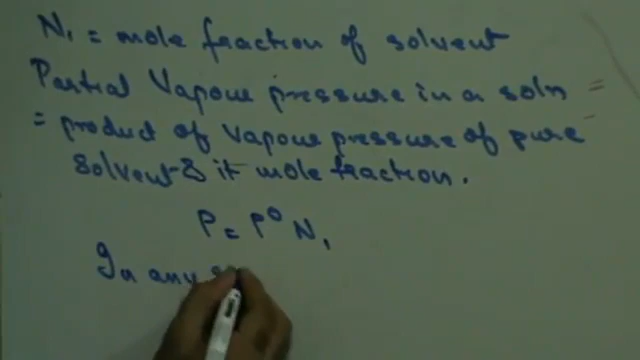 N₁ = mole fraction of solvent
Partial Vapour pressure in a soln =
= product of vapour pressure of pure
solvent & it mole fraction.
P = P⁰ N₁
In any